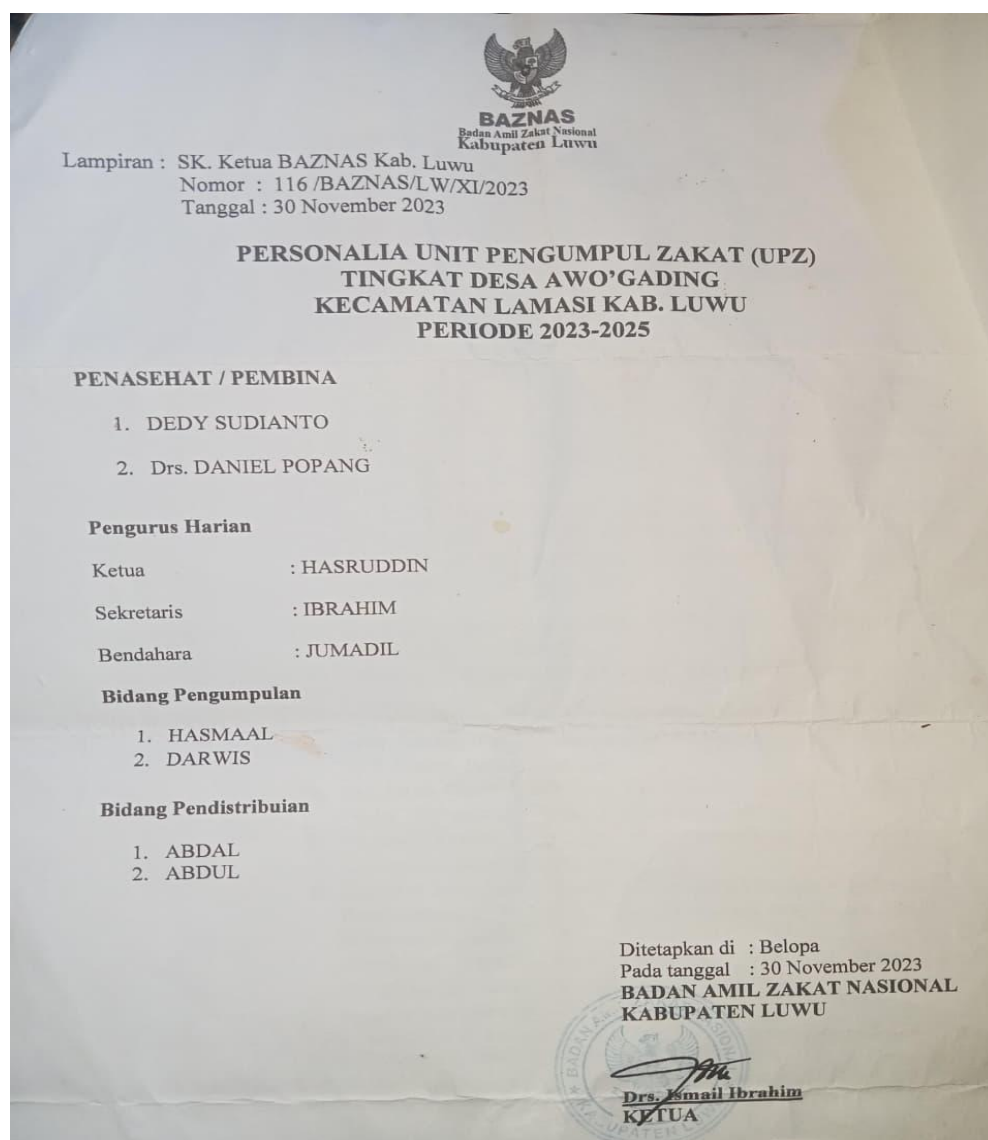 BAZNAS
Badan Amil Zakat Nasional
Kabupaten Luwu
Lampiran : SK. Ketua BAZNAS Kab. Luwu
Nomor : 116 /BAZNAS/LW/XI/2023
Tanggal : 30 November 2023
PERSONALIA UNIT PENGUMPUL ZAKAT (UPZ)
TINGKAT DESA AWO'GADING
KECAMATAN LAMASI KAB. LUWU
PERIODE 2023-2025
PENASEHAT / PEMBINA
1. DEDY SUDIANTO
2. Drs. DANIEL POPANG
Pengurus Harian
Ketua : HASRUDDIN
Sekretaris : IBRAHIM
Bendahara : JUMADIL
Bidang Pengumpulan
1. HASMAAL
2. DARWIS
Bidang Pendistribuian
1. ABDAL
2. ABDUL
Ditetapkan di : Belopa
Pada tanggal : 30 November 2023
BADAN AMIL ZAKAT NASIONAL
KABUPATEN LUWU
Drs. Ismail Ibrahim
KETUA